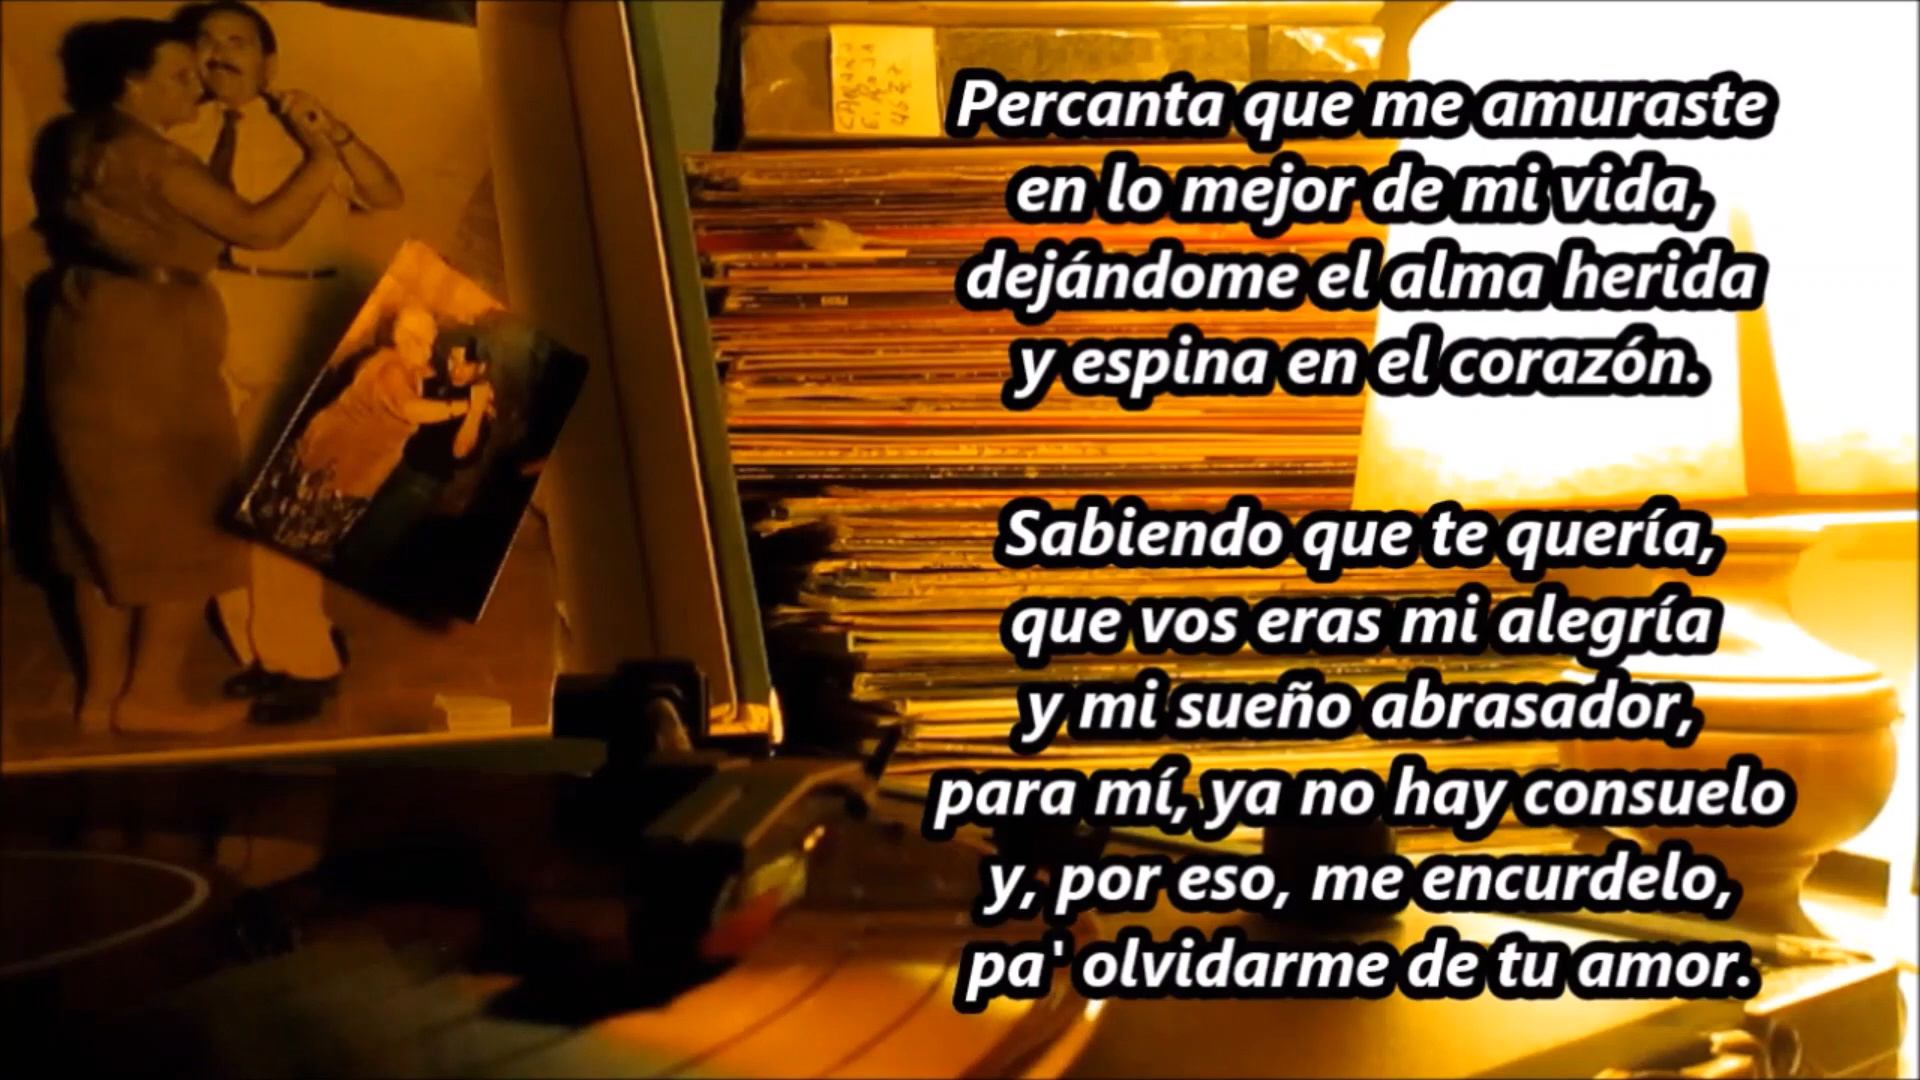 Percanta que me amuraste
en lo mejor de mi vida,
dejándome el alma herida
y espina en el corazón.
Sabiendo que te quería,
que vos eras mi alegría
y mi sueño abrasador,
para mí, ya no hay consuelo
y, por eso, me encurdelo,
pa' olvidarme de tu amor.